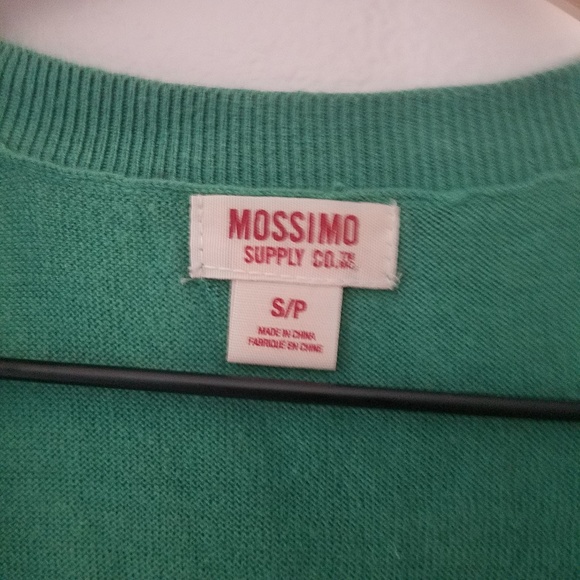 MOSSIMO
SUPPLY CO.
S/P
MADE IN CHINA
FABRIQUÉ EN CHINE